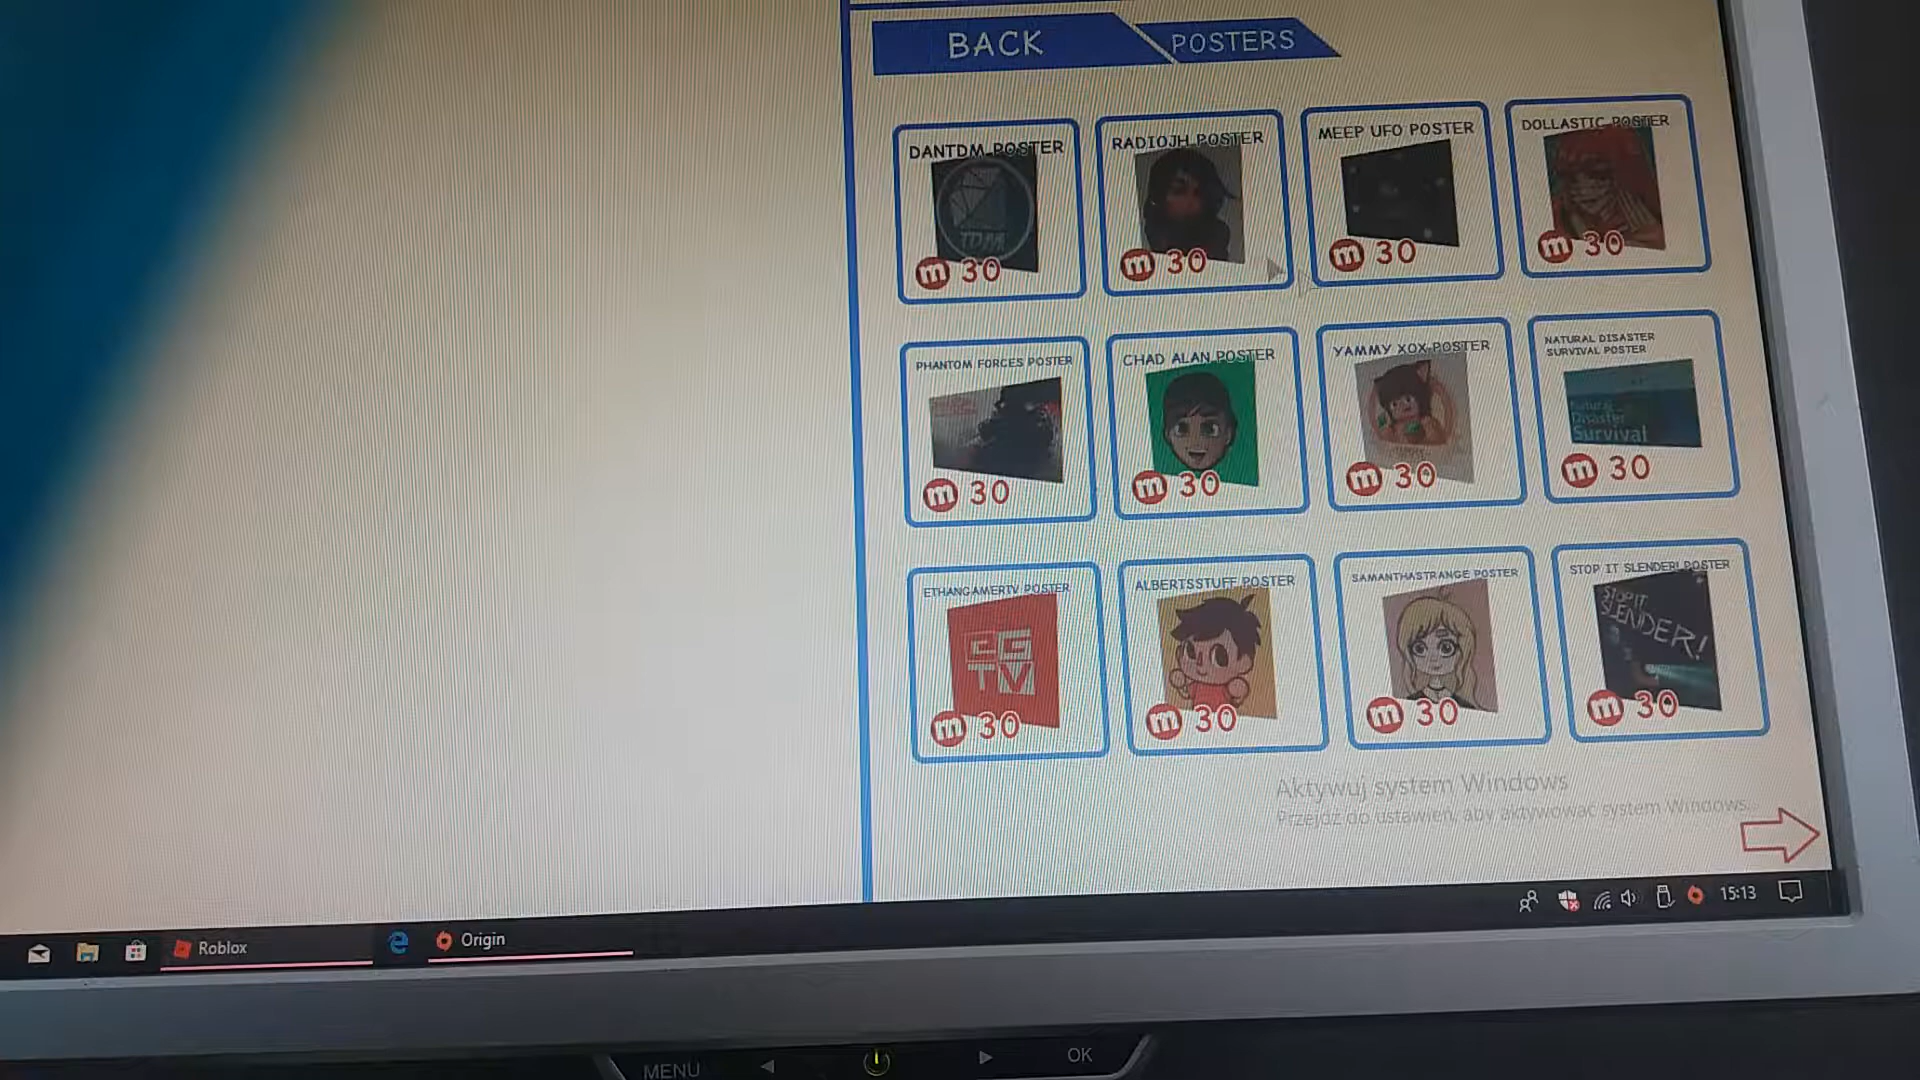 BACK
POSTERS
DANTDM POSTER
RADIOJH POSTER
MEEP UFO POSTER
DOLLASTIC POSTER
TDM
m 30
m 30
m 30
m 30
PHANTOM FORCES POSTER
CHAD ALAN POSTER
YAMMY XOX POSTER
NATURAL DISASTER
SURVIVAL POSTER
Natural
Disaster
Survival
m 30
m 30
m 30
m 30
ETHANGAMERTV POSTER
ALBERTSSTUFF POSTER
SAMANTHASTRANGE POSTER
STOP IT SLENDER! POSTER
EG
TV
STOP IT
SLENDER!
m 30
m 30
m 30
m 30
Aktywuj system Windows
Przejdź do ustawień, aby aktywować system Windows.
15:13
Roblox
Origin
MENU
OK